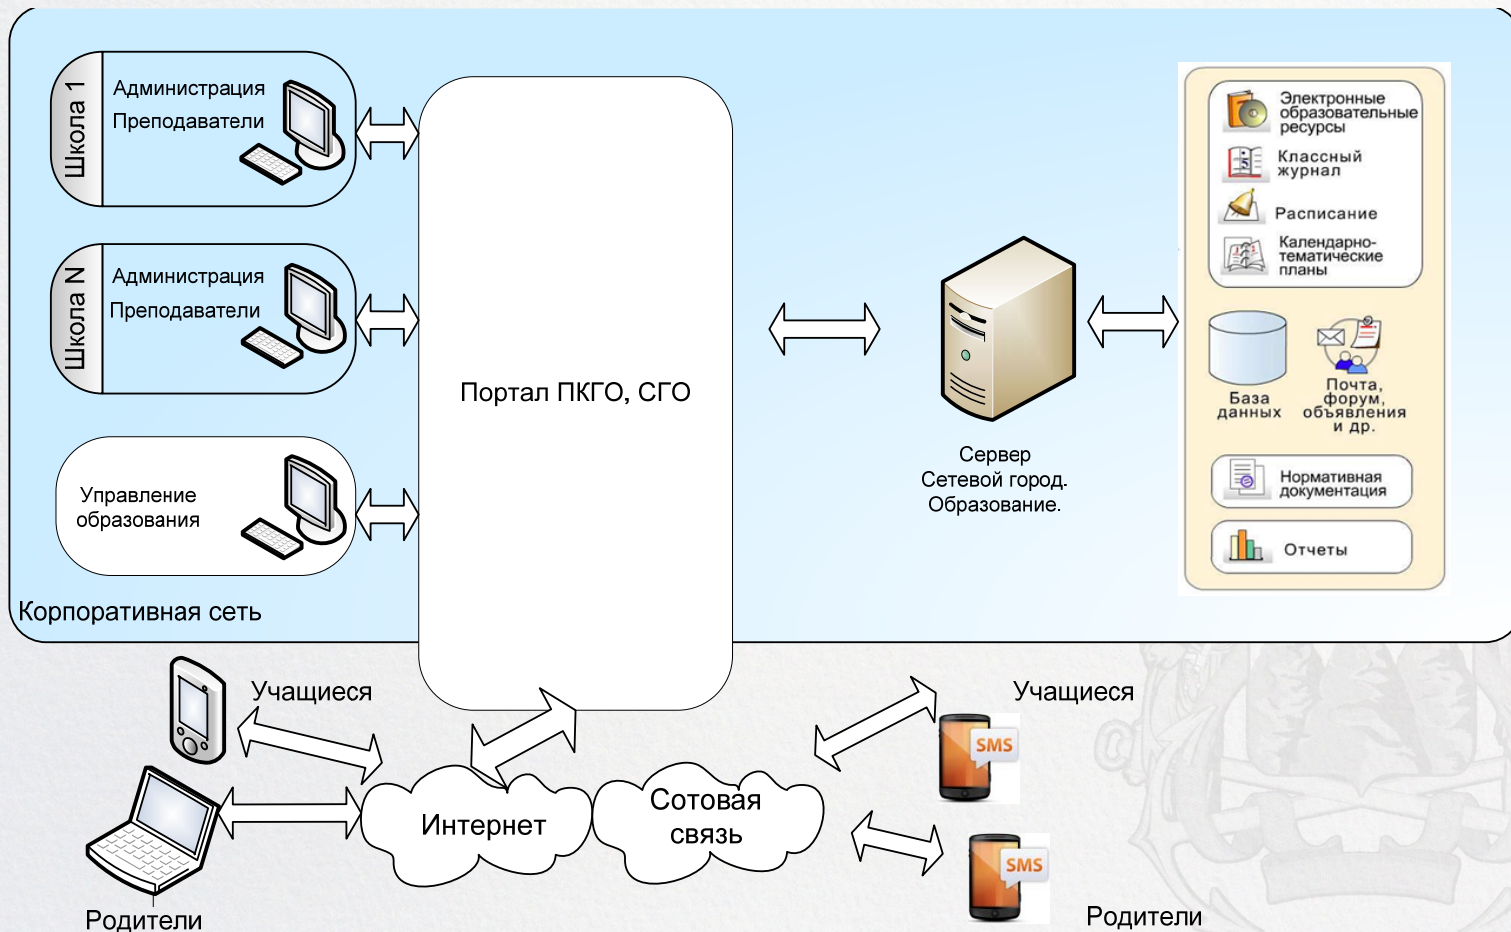 Школа 1
Администрация
Преподаватели
Школа N
Администрация
Преподаватели
Управление
образования
Корпоративная сеть
Портал ПКГО, СГО
Сервер
Сетевой город.
Образование.
Электронные
образовательные
ресурсы
Классный
журнал
Расписание
Календарно-
тематические
планы
База
данных
Почта,
форум,
объявления
и др.
Нормативная
документация
Отчеты
Учащиеся
Родители
Интернет
Сотовая
связь
Учащиеся
SMS
SMS
Родители